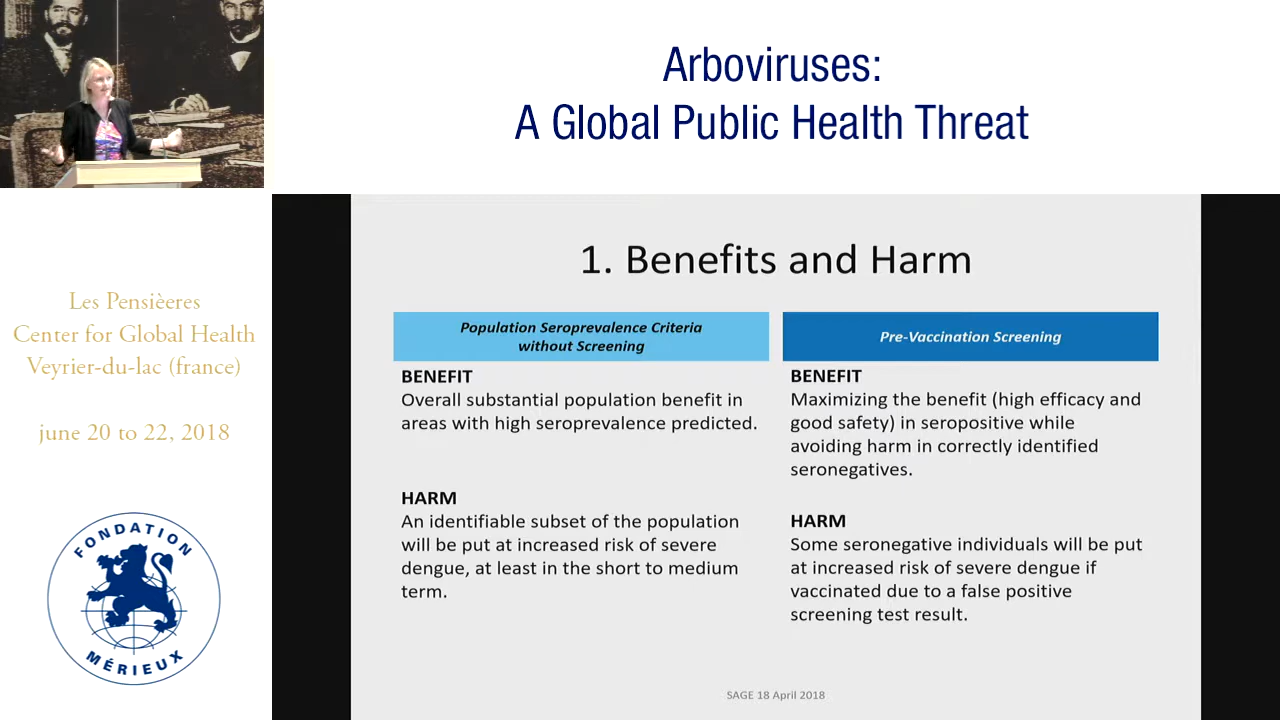 Arboviruses:
A Global Public Health Threat
Les Pensièeres
Center for Global Health
Veyrier-du-lac (france)
june 20 to 22, 2018
FONDATION
MÉRIEUX
1. Benefits and Harm
Population Seroprevalence Criteria
without Screening
BENEFIT
Overall substantial population benefit in
areas with high seroprevalence predicted.
HARM
An identifiable subset of the population
will be put at increased risk of severe
dengue, at least in the short to medium
term.
Pre-Vaccination Screening
BENEFIT
Maximizing the benefit (high efficacy and
good safety) in seropositive while
avoiding harm in correctly identified
seronegatives.
HARM
Some seronegative individuals will be put
at increased risk of severe dengue if
vaccinated due to a false positive
screening test result.
SAGE 18 April 2018